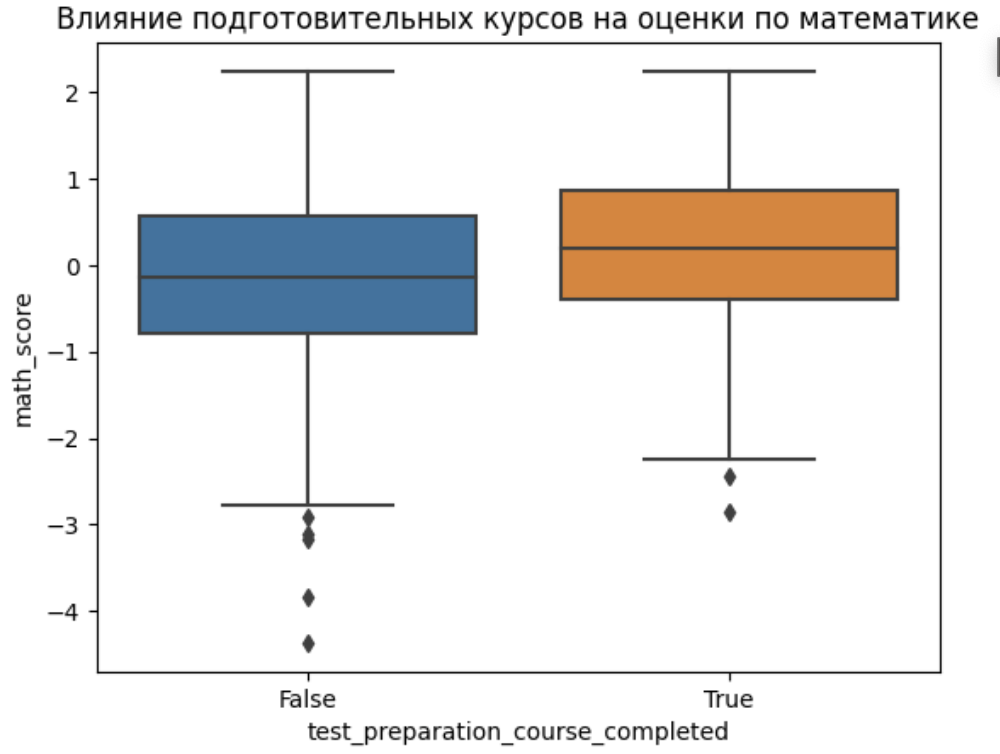 Влияние подготовительных курсов на оценки по математике
2
1
0
−1
−2
−3
−4
math_score
False
True
test_preparation_course_completed